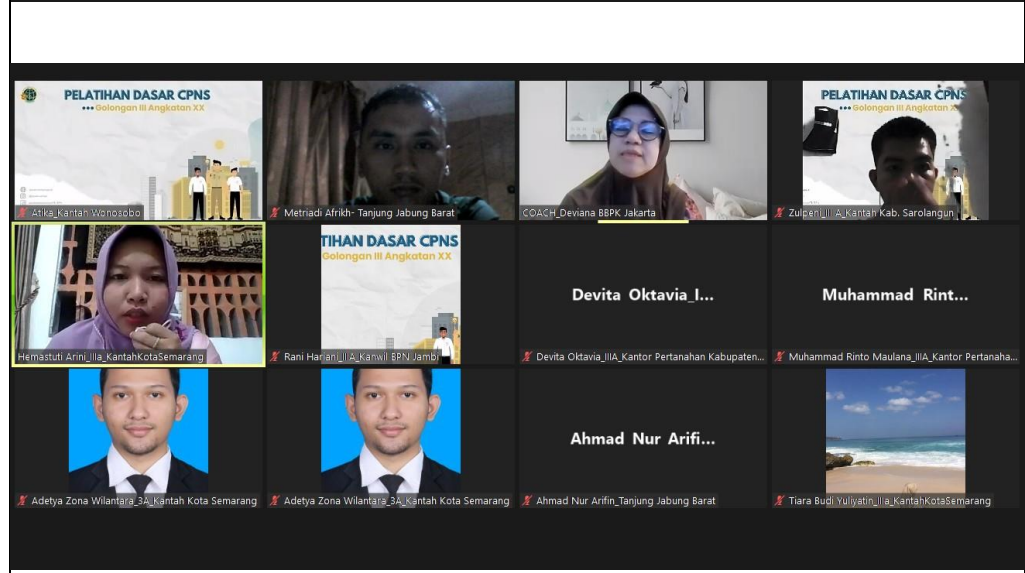 PELATIHAN DASAR CPNS
Golongan III Angkatan XX
Atika_Kantah Wonosobo
Metriadi Afrikh- Tanjung Jabung Barat
COACH_Deviana BBPK Jakarta
PELATIHAN DASAR CPNS
Golongan III Angkatan X
Zulpeni_III A_Kantah Kab. Sarolangun
Hemastuti Arini_IIIa_KantahKotaSemarang
TIHAN DASAR CPNS
Golongan III Angkatan XX
Rani Hariani_III A_Kanwil BPN Jambi
Devita Oktavia_I...
Devita Oktavia_IIIA_Kantor Pertanahan Kabupaten...
Muhammad Rint...
Muhammad Rinto Maulana_IIIA_Kantor Pertanaha...
Adetya Zona Wilantara_3A_Kantah Kota Semarang
Adetya Zona Wilantara_3A_Kantah Kota Semarang
Ahmad Nur Arifi...
Ahmad Nur Arifin_Tanjung Jabung Barat
Tiara Budi Yuliyatin_IIIa_KantahKotaSemarang